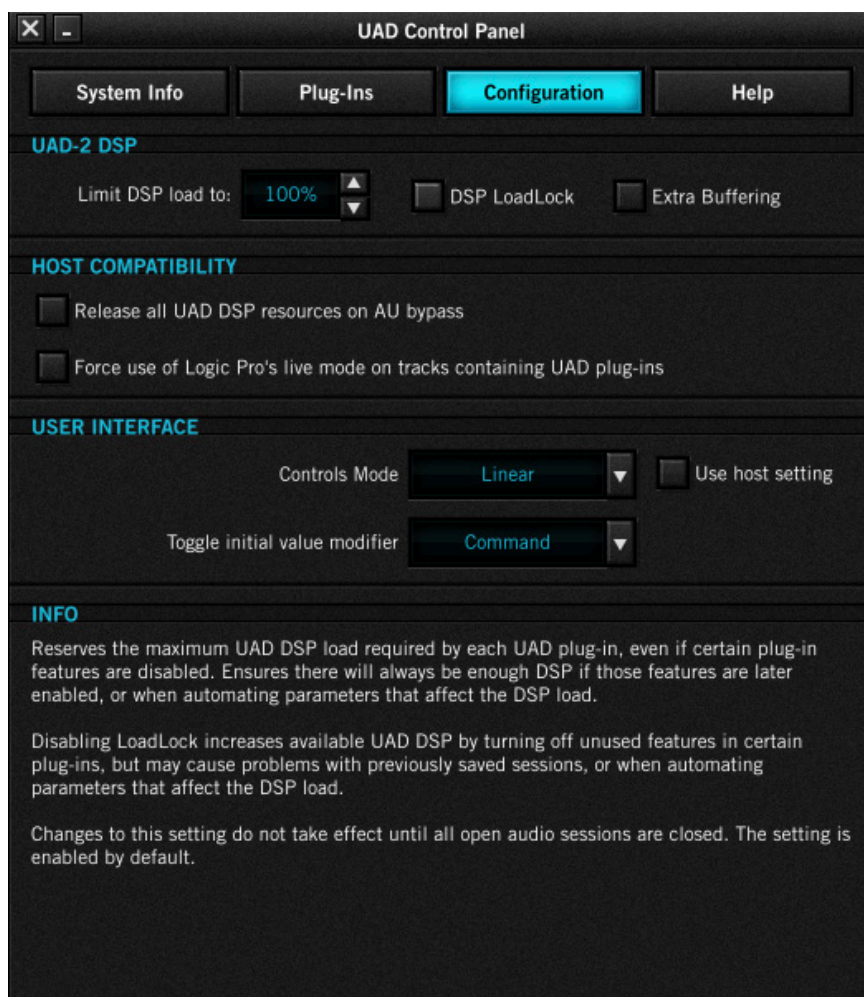 UAD Control Panel
System Info
Plug-Ins
Configuration
Help
UAD-2 DSP
Limit DSP load to:
100%
DSP LoadLock
Extra Buffering
HOST COMPATIBILITY
Release all UAD DSP resources on AU bypass
Force use of Logic Pro's live mode on tracks containing UAD plug-ins
USER INTERFACE
Controls Mode
Linear
Use host setting
Toggle initial value modifier
Command
INFO
Reserves the maximum UAD DSP load required by each UAD plug-in, even if certain plug-in
features are disabled. Ensures there will always be enough DSP if those features are later
enabled, or when automating parameters that affect the DSP load.
Disabling LoadLock increases available UAD DSP by turning off unused features in certain
plug-ins, but may cause problems with previously saved sessions, or when automating
parameters that affect the DSP load.
Changes to this setting do not take effect until all open audio sessions are closed. The setting is
enabled by default.